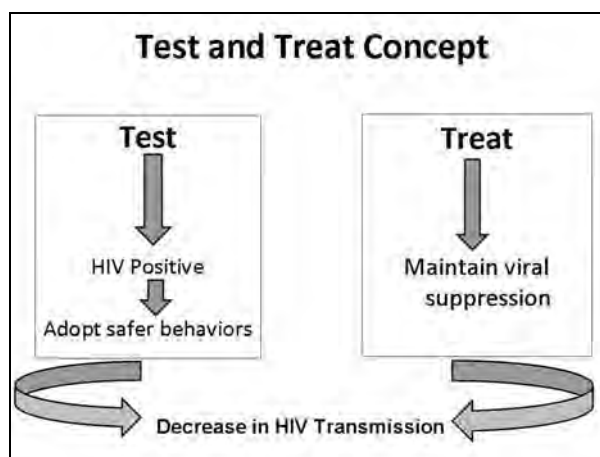 Test and Treat Concept
Test
HIV Positive
Adopt safer behaviors
Treat
Maintain viral
suppression
Decrease in HIV Transmission